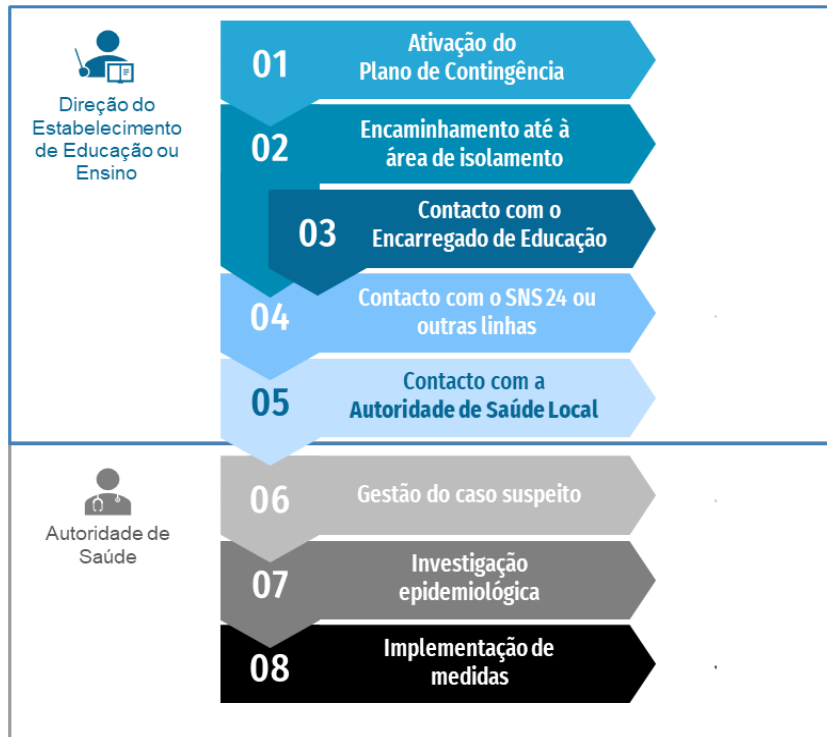 Direção do
Estabelecimento
de Educação ou
Ensino
01
Ativação do
Plano de Contingência
02
Encaminhamento até à
área de isolamento
03
Contacto com o
Encarregado de Educação
04
Contacto com o SNS 24 ou
outras linhas
05
Contacto com a
Autoridade de Saúde Local
Autoridade de
Saúde
06
Gestão do caso suspeito
07
Investigação
epidemiológica
08
Implementação de
medidas